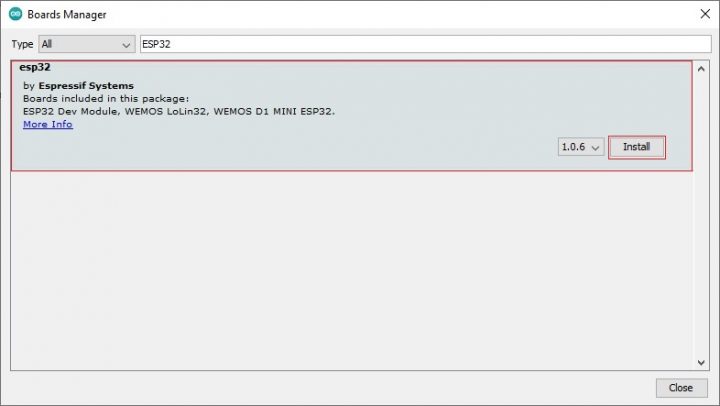 Boards Manager
Type All ESP32
esp32
by Espressif Systems
Boards included in this package:
ESP32 Dev Module, WEMOS LoLin32, WEMOS D1 MINI ESP32.
More Info
1.0.6 Install
Close